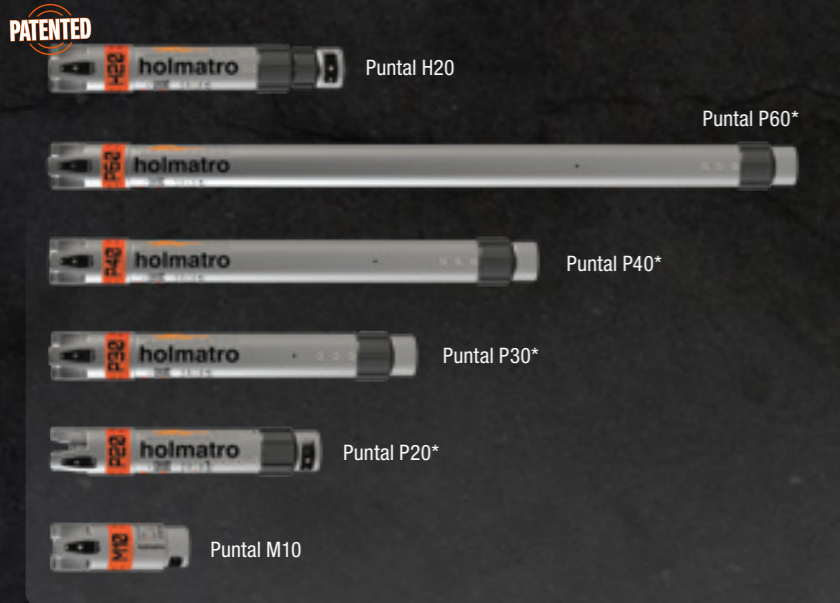 PATENTED
H20 holmatro
Puntal H20
Puntal P60*
P60 holmatro
P40 holmatro
Puntal P40*
P30 holmatro
Puntal P30*
P20 holmatro
Puntal P20*
M10
Puntal M10